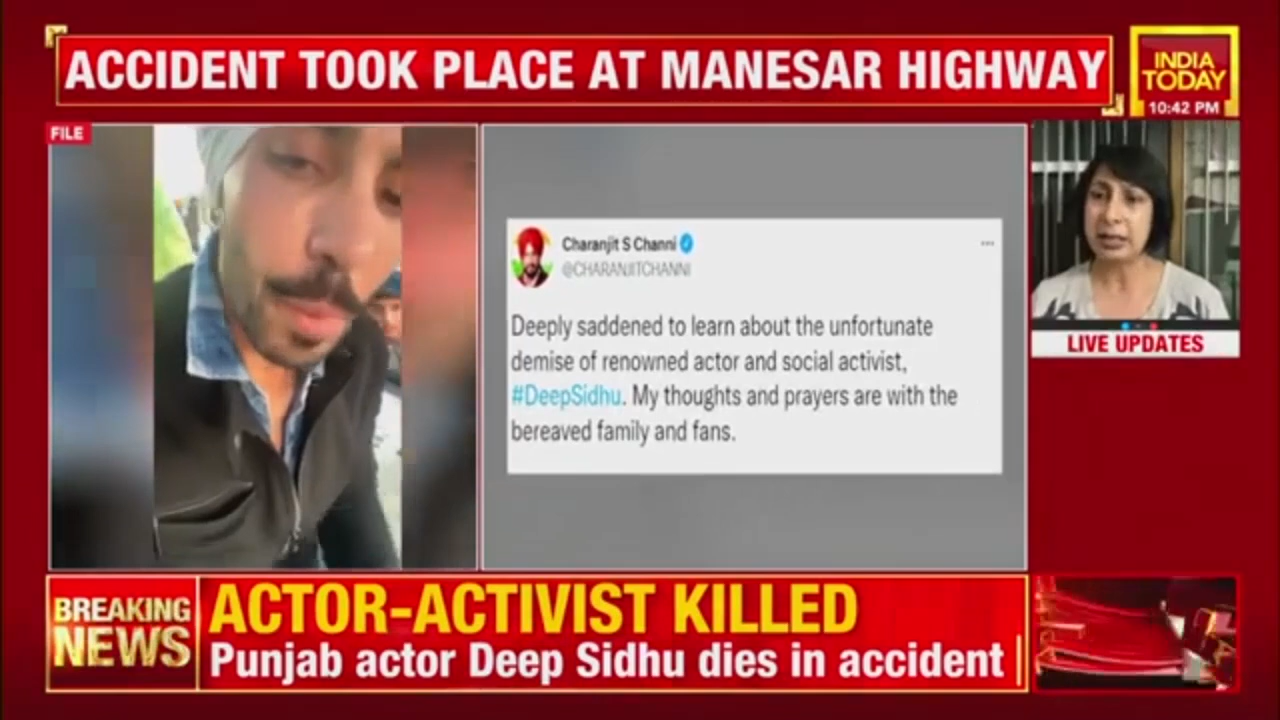 ACCIDENT TOOK PLACE AT MANESAR HIGHWAY
INDIA
TODAY
10:42 PM
FILE
Charanjit S Channi
@CHARANJITCHANNI
Deeply saddened to learn about the unfortunate
demise of renowned actor and social activist,
#DeepSidhu. My thoughts and prayers are with the
bereaved family and fans.
LIVE UPDATES
BREAKING
NEWS
ACTOR-ACTIVIST KILLED
Punjab actor Deep Sidhu dies in accident